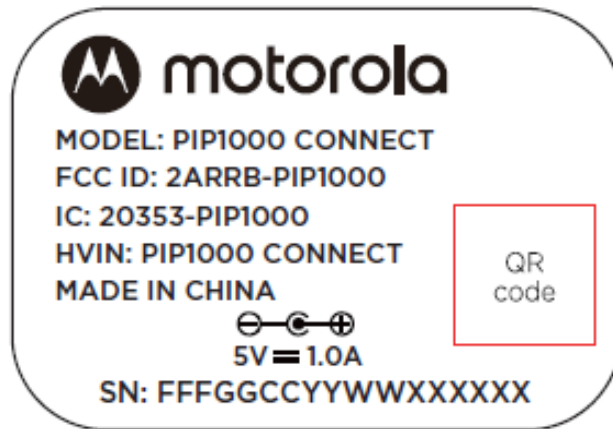 motorola
MODEL: PIP1000 CONNECT
FCC ID: 2ARRB-PIP1000
IC: 20353-PIP1000
HVIN: PIP1000 CONNECT
MADE IN CHINA
QR
code
5V 1.0A
SN: FFFGGCCYYWWXXXXXX